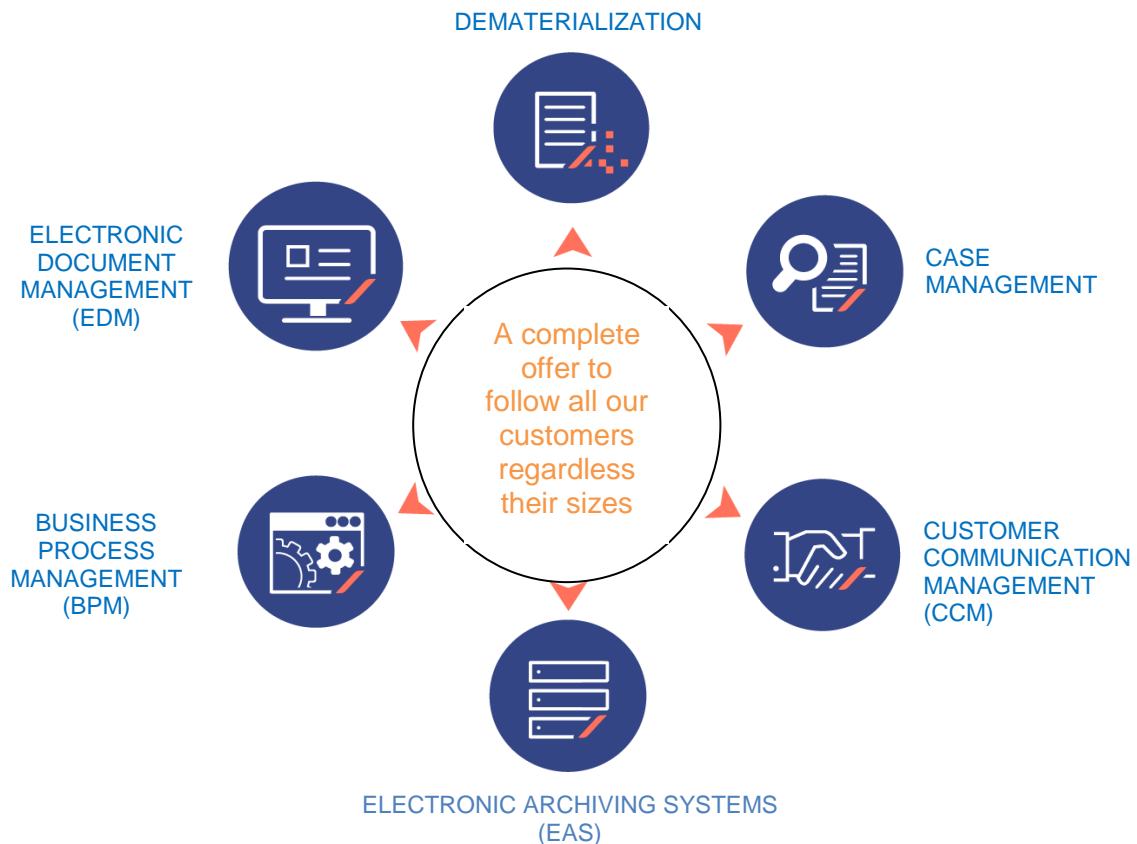 DEMATERIALIZATION
ELECTRONIC
DOCUMENT
MANAGEMENT
(EDM)
CASE
MANAGEMENT
A complete
offer to
follow all our
customers
regardless
their sizes
BUSINESS
PROCESS
MANAGEMENT
(BPM)
CUSTOMER
COMMUNICATION
MANAGEMENT
(CCM)
ELECTRONIC ARCHIVING SYSTEMS
(EAS)